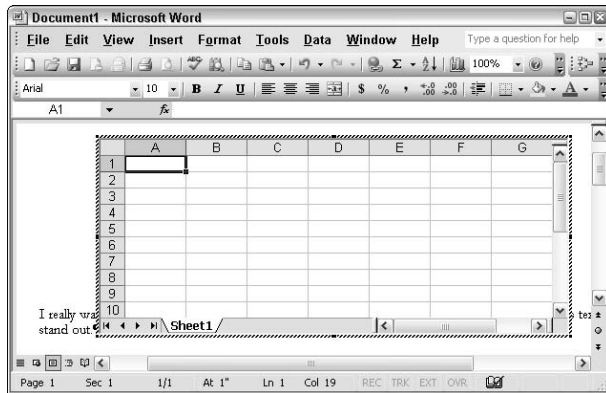 Document1 - Microsoft Word
File Edit View Insert Format Tools Data Window Help Type a question for help
100%
Arial 10 B I U $ % , .00 .00
A1 fx
A B C D E F G
1
2
3
4
5
6
7
8
9
10
I really
stand out.
Sheet1
Page 1 Sec 1 1/1 At 1" Ln 1 Col 19 REC TRK EXT OVR